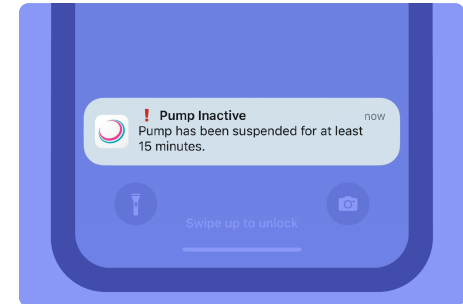 ❗ Pump Inactive now
Pump has been suspended for at least
15 minutes.
Swipe up to unlock